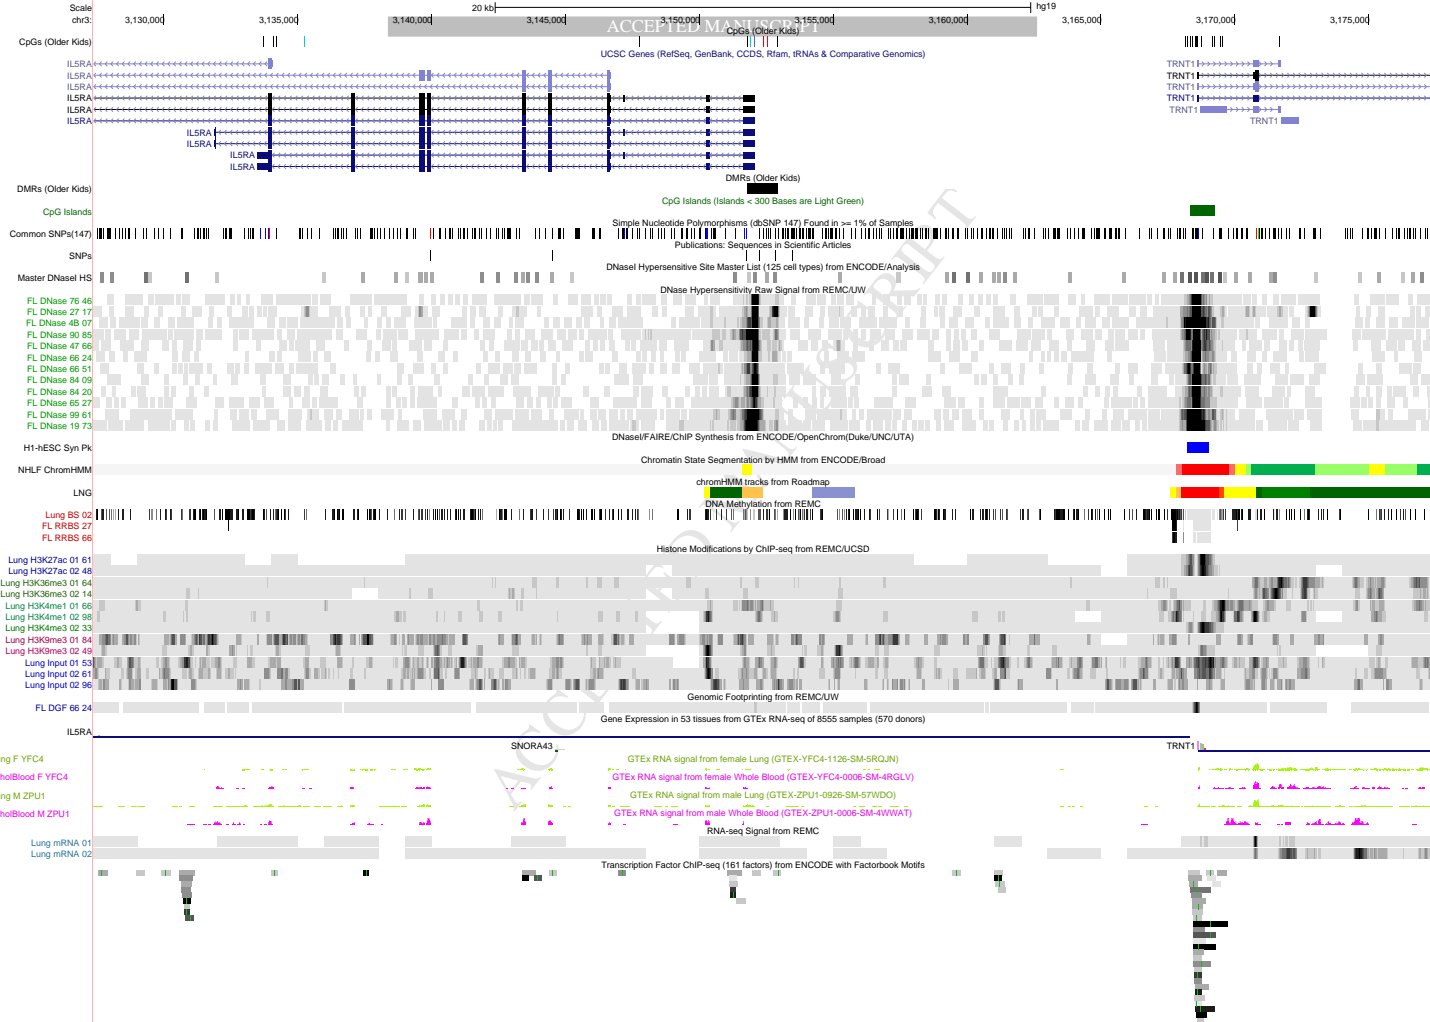 Scale
20 kb
hg19
chr3:
3,130,000
3,135,000
3,140,000
3,145,000
3,150,000
3,155,000
3,160,000
3,165,000
3,170,000
3,175,000
ACCEPTED MANUSCRIPT
CpGs (Older Kids)
CpGs (Older Kids)
UCSC Genes (RefSeq, GenBank, CCDS, Rfam, tRNAs & Comparative Genomics)
IL5RA
TRNT1
IL5RA
TRNT1
IL5RA
TRNT1
IL5RA
TRNT1
IL5RA
TRNT1
IL5RA
TRNT1
IL5RA
IL5RA
IL5RA
IL5RA
DMRs (Older Kids)
DMRs (Older Kids)
CpG Islands (Islands < 300 Bases are Light Green)
CpG Islands
Simple Nucleotide Polymorphisms (dbSNP 147) Found in >= 1% of Samples
Common SNPs(147)
Publications: Sequences in Scientific Articles
SNPs
DNaseI Hypersensitive Site Master List (125 cell types) from ENCODE/Analysis
Master DNaseI HS
DNase Hypersensitivity Raw Signal from REMC/UW
FL DNase 76 46
FL DNase 27 17
FL DNase 4B 07
FL DNase 90 85
FL DNase 47 66
FL DNase 66 24
FL DNase 66 51
FL DNase 84 09
FL DNase 84 20
FL DNase 65 27
FL DNase 99 61
FL DNase 19 73
DNaseI/FAIRE/ChIP Synthesis from ENCODE/OpenChrom(Duke/UNC/UTA)
H1-hESC Syn Pk
Chromatin State Segmentation by HMM from ENCODE/Broad
NHLF ChromHMM
chromHMM tracks from Roadmap
LNG
DNA Methylation from REMC
Lung BS 02
FL RRBS 27
FL RRBS 66
Histone Modifications by ChIP-seq from REMC/UCSD
Lung H3K27ac 01 61
Lung H3K27ac 02 48
Lung H3K36me3 01 64
Lung H3K36me3 02 14
Lung H3K4me1 01 66
Lung H3K4me1 02 98
Lung H3K4me3 02 33
Lung H3K9me3 01 84
Lung H3K9me3 02 49
Lung Input 01 53
Lung Input 02 61
Lung Input 02 96
Genomic Footprinting from REMC/UW
FL DGF 66 24
Gene Expression in 53 tissues from GTEx RNA-seq of 8555 samples (570 donors)
IL5RA
SNORA43
TRNT1
ng F YFC4
GTEx RNA signal from female Lung (GTEX-YFC4-1126-SM-5RQJN)
holBlood F YFC4
GTEx RNA signal from female Whole Blood (GTEX-YFC4-0006-SM-4RGLV)
ng M ZPU1
GTEx RNA signal from male Lung (GTEX-ZPU1-0926-SM-57WDO)
holBlood M ZPU1
GTEx RNA signal from male Whole Blood (GTEX-ZPU1-0006-SM-4WWAT)
RNA-seq Signal from REMC
Lung mRNA 01
Lung mRNA 02
Transcription Factor ChIP-seq (161 factors) from ENCODE with Factorbook Motifs
ACCEPTED MANUSCRIPT